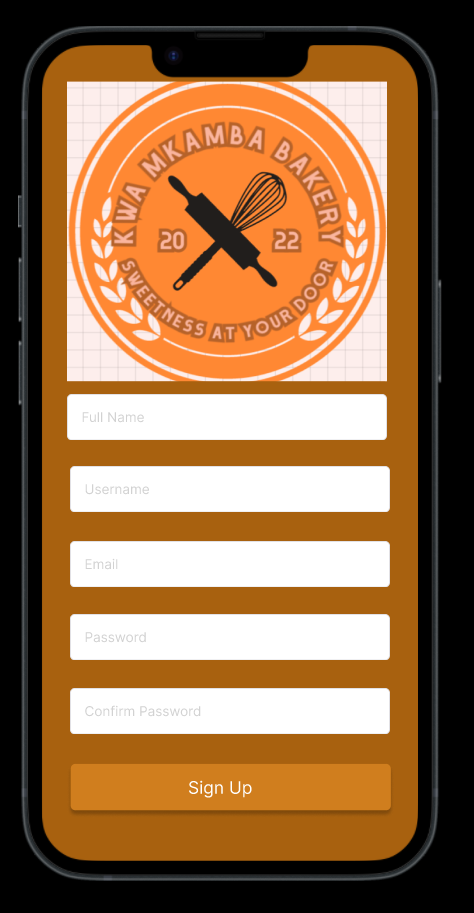 KWA MKAMBA BAKERY
20 22
SWEETNESS AT YOUR DOOR
Full Name
Username
Email
Password
Confirm Password
Sign Up